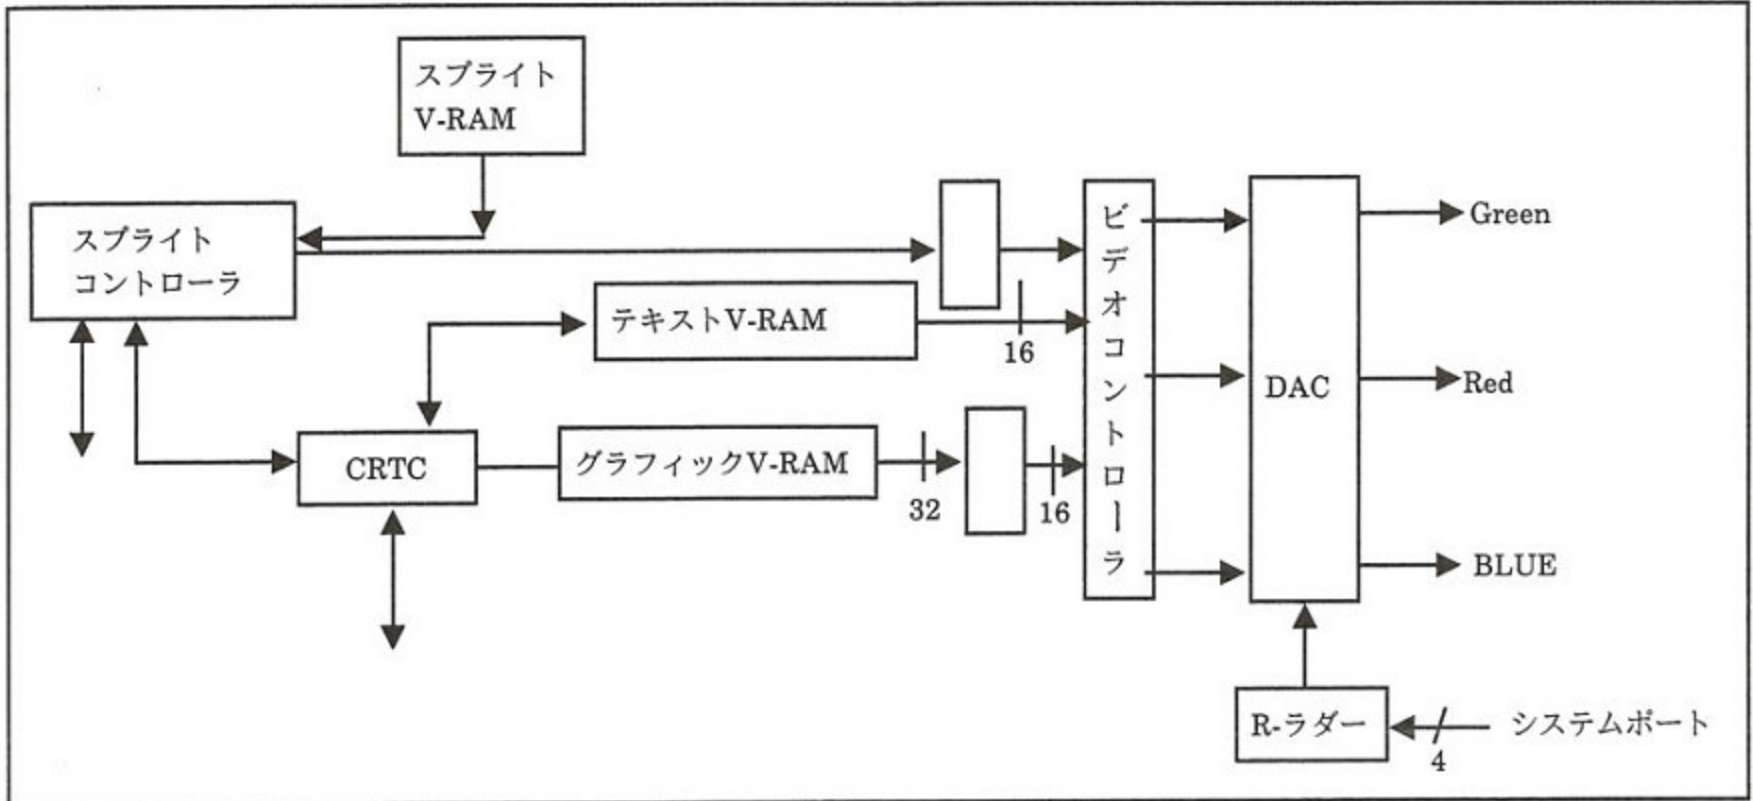 スプライト
V-RAM
スプライト
コントローラ
テキストV-RAM
16
CRTC
グラフィックV-RAM
32
16
ビデオコントローラ
DAC
Green
Red
BLUE
R-ラダー
システムポート
4